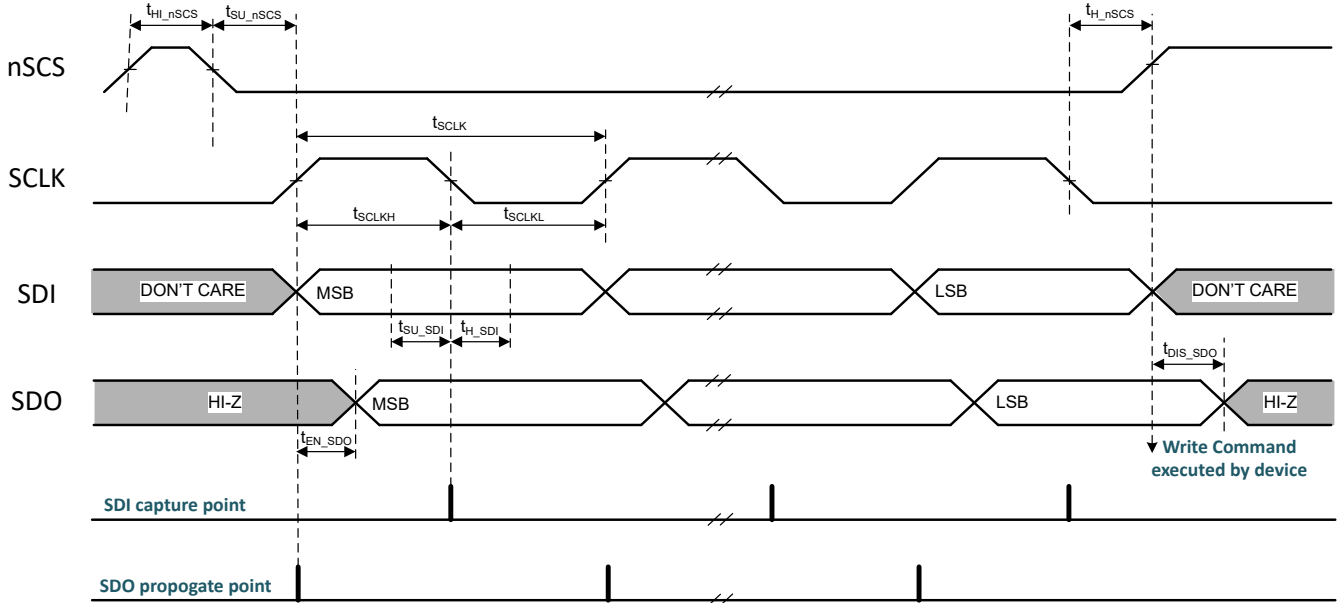 tHI_nSCS tSU_nSCS tH_nSCS
nSCS
tSCLK
SCLK
tSCLKH tSCLKL
SDI DON'T CARE MSB LSB DON'T CARE
tSU_SDI tH_SDI
tDIS_SDO
SDO HI-Z MSB LSB HI-Z
tEN_SDO
Write Command
executed by device
SDI capture point
SDO propogate point